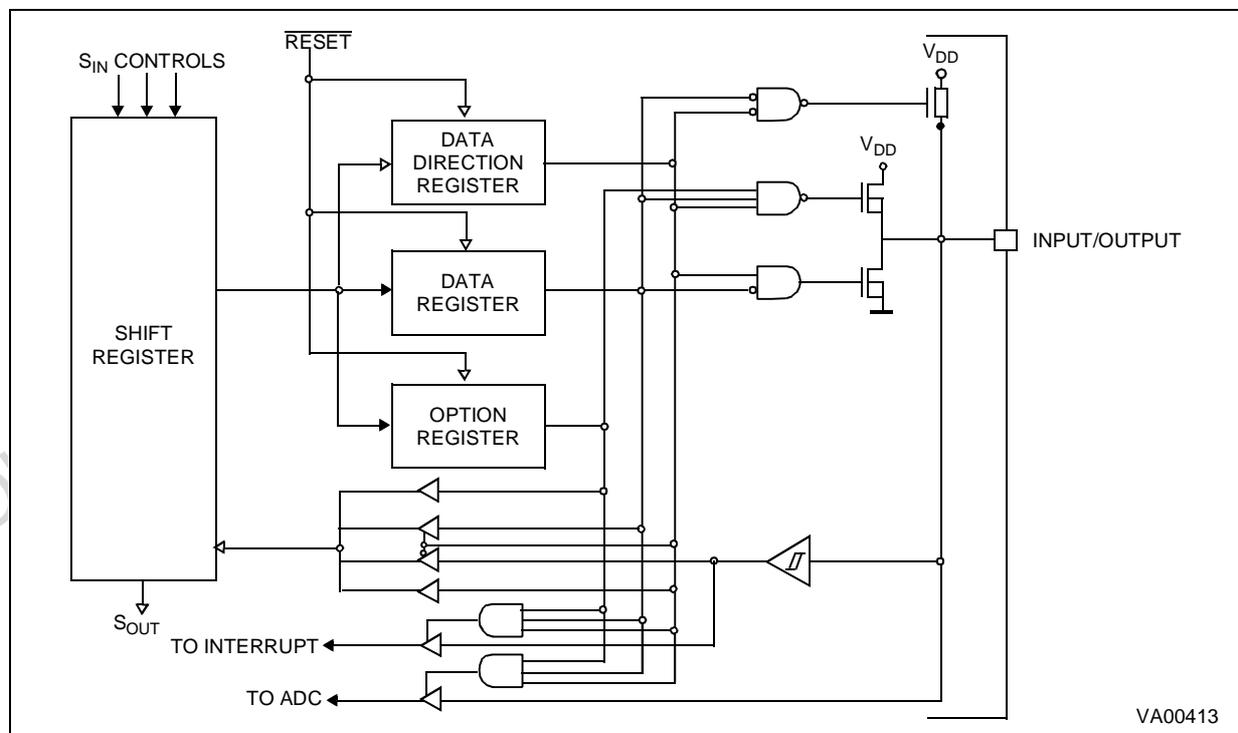 RESET
S_IN CONTROLS
V_DD
DATA
DIRECTION
REGISTER
V_DD
INPUT/OUTPUT
DATA
REGISTER
SHIFT
REGISTER
OPTION
REGISTER
S_OUT
TO INTERRUPT
TO ADC
VA00413